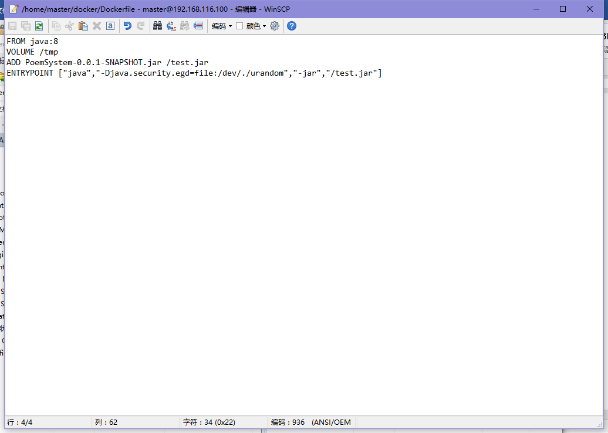 /home/master/docker/Dockerfile - master@192.168.116.100 - 编辑器 - WinSCP
编码 颜色
FROM java:8
VOLUME /tmp
ADD PoemSystem-0.0.1-SNAPSHOT.jar /test.jar
ENTRYPOINT ["java","-Djava.security.egd=file:/dev/./urandom","-jar","/test.jar"]
行：4/4 列：62 字符：34 (0x22) 编码：936 (ANSI/OEM